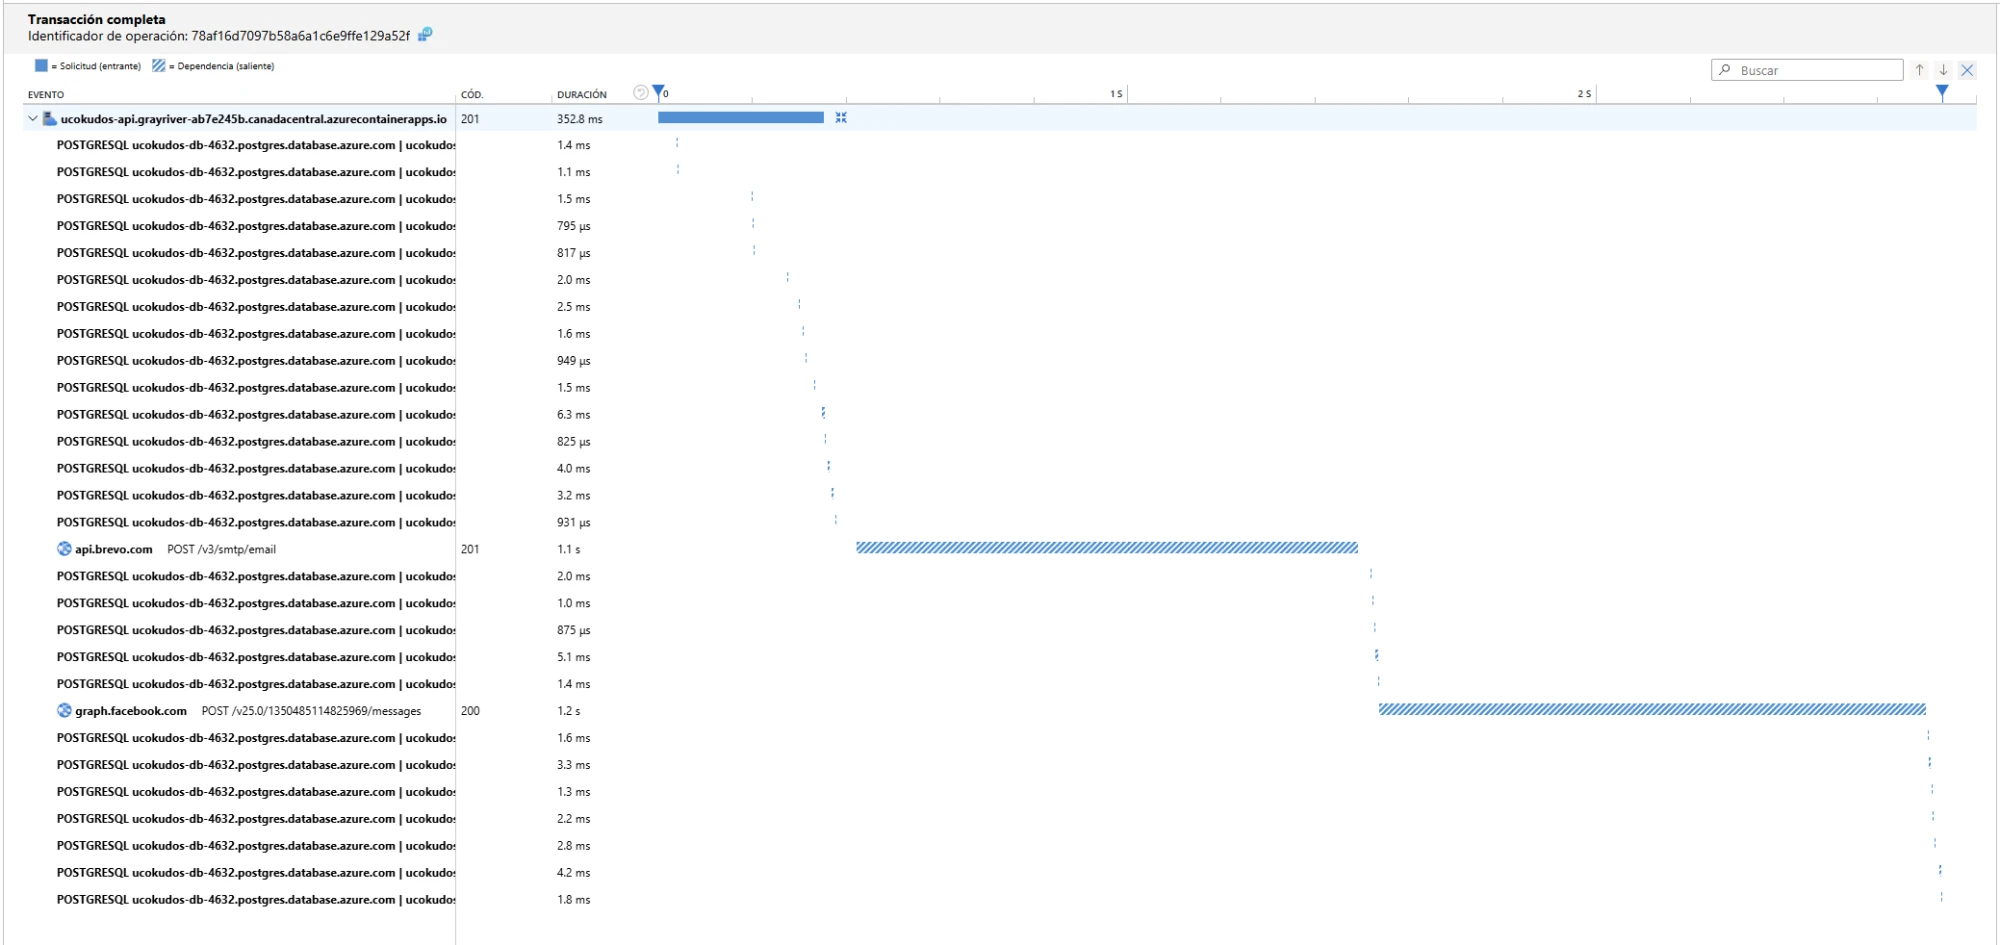 Transacción completa
Identificador de operación: 78af16d7097b58a6a1c6e9ffe129a52f
= Solicitud (entrante) = Dependencia (saliente)
Buscar
EVENTO CÓD. DURACIÓN 0 1 S 2 S
ucokudos-api.grayriver-ab7e245b.canadacentral.azurecontainerapps.io 201 352.8 ms
POSTGRESQL ucokudos-db-4632.postgres.database.azure.com | ucokudos 1.4 ms
POSTGRESQL ucokudos-db-4632.postgres.database.azure.com | ucokudos 1.1 ms
POSTGRESQL ucokudos-db-4632.postgres.database.azure.com | ucokudos 1.5 ms
POSTGRESQL ucokudos-db-4632.postgres.database.azure.com | ucokudos 795 µs
POSTGRESQL ucokudos-db-4632.postgres.database.azure.com | ucokudos 817 µs
POSTGRESQL ucokudos-db-4632.postgres.database.azure.com | ucokudos 2.0 ms
POSTGRESQL ucokudos-db-4632.postgres.database.azure.com | ucokudos 2.5 ms
POSTGRESQL ucokudos-db-4632.postgres.database.azure.com | ucokudos 1.6 ms
POSTGRESQL ucokudos-db-4632.postgres.database.azure.com | ucokudos 949 µs
POSTGRESQL ucokudos-db-4632.postgres.database.azure.com | ucokudos 1.5 ms
POSTGRESQL ucokudos-db-4632.postgres.database.azure.com | ucokudos 6.3 ms
POSTGRESQL ucokudos-db-4632.postgres.database.azure.com | ucokudos 825 µs
POSTGRESQL ucokudos-db-4632.postgres.database.azure.com | ucokudos 4.0 ms
POSTGRESQL ucokudos-db-4632.postgres.database.azure.com | ucokudos 3.2 ms
POSTGRESQL ucokudos-db-4632.postgres.database.azure.com | ucokudos 931 µs
api.brevo.com POST /v3/smtp/email 201 1.1 s
POSTGRESQL ucokudos-db-4632.postgres.database.azure.com | ucokudos 2.0 ms
POSTGRESQL ucokudos-db-4632.postgres.database.azure.com | ucokudos 1.0 ms
POSTGRESQL ucokudos-db-4632.postgres.database.azure.com | ucokudos 875 µs
POSTGRESQL ucokudos-db-4632.postgres.database.azure.com | ucokudos 5.1 ms
POSTGRESQL ucokudos-db-4632.postgres.database.azure.com | ucokudos 1.4 ms
graph.facebook.com POST /v25.0/1350485114825969/messages 200 1.2 s
POSTGRESQL ucokudos-db-4632.postgres.database.azure.com | ucokudos 1.6 ms
POSTGRESQL ucokudos-db-4632.postgres.database.azure.com | ucokudos 3.3 ms
POSTGRESQL ucokudos-db-4632.postgres.database.azure.com | ucokudos 1.3 ms
POSTGRESQL ucokudos-db-4632.postgres.database.azure.com | ucokudos 2.2 ms
POSTGRESQL ucokudos-db-4632.postgres.database.azure.com | ucokudos 2.8 ms
POSTGRESQL ucokudos-db-4632.postgres.database.azure.com | ucokudos 4.2 ms
POSTGRESQL ucokudos-db-4632.postgres.database.azure.com | ucokudos 1.8 ms